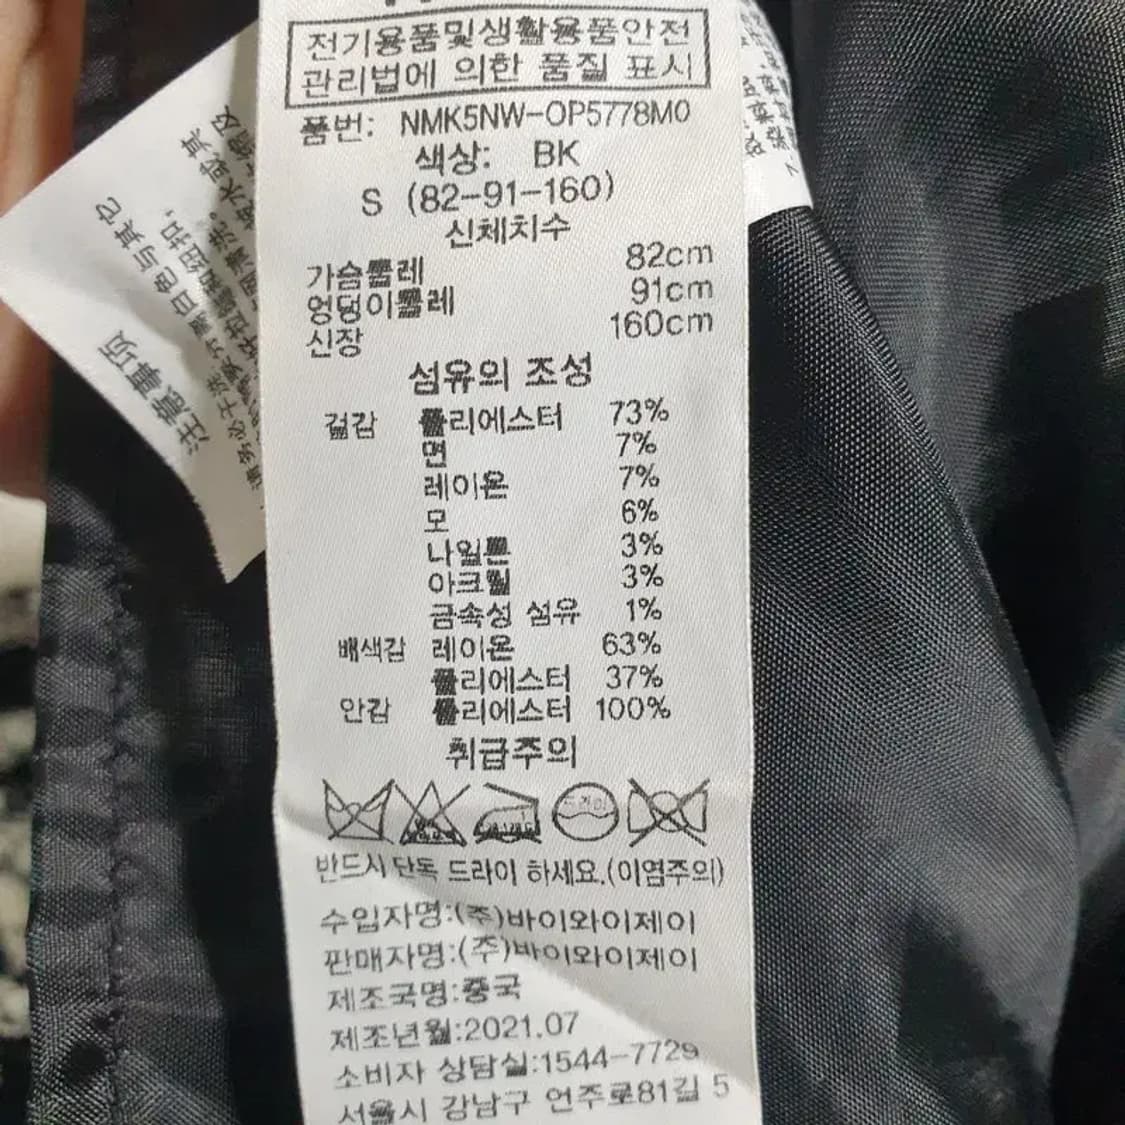 전기용품및생활용품안전
관리법에 의한 품질 표시
품번: NMK5NW-OP5778M0
색상: BK
S (82-91-160)
신체치수
가슴둘레 82cm
엉덩이둘레 91cm
신장 160cm
섬유의 조성
겉감 폴리에스터 73%
면 7%
레이온 7%
모 6%
나일론 3%
아크릴 3%
금속성 섬유 1%
배색감 레이온 63%
폴리에스터 37%
안감 폴리에스터 100%
취급주의
드라이
반드시 단독 드라이 하세요.(이염주의)
수입자명:(주)바이와이제이
판매자명:(주)바이와이제이
제조국명:중국
제조년월:2021.07
소비자 상담실:1544-7729
서울시 강남구 언주로81길 5
注意事项